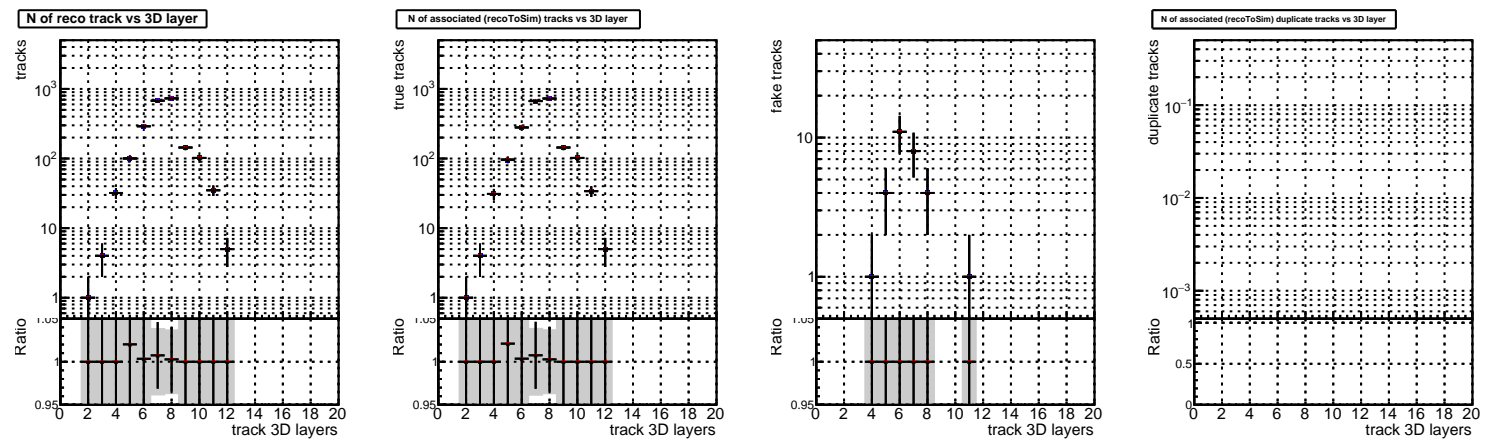 N of reco track vs 3D layer
tracks
10³
10²
10
1
Ratio
1.05
1
0.95
0 2 4 6 8 10 12 14 16 18 20
track 3D layers
N of associated (recoToSim) tracks vs 3D layer
true tracks
10³
10²
10
1
Ratio
1.05
1
0.95
0 2 4 6 8 10 12 14 16 18 20
track 3D layers
fake tracks
10
1
Ratio
1.05
1
0.95
0 2 4 6 8 10 12 14 16 18 20
track 3D layers
N of associated (recoToSim) duplicate tracks vs 3D layer
duplicate tracks
10⁻¹
10⁻²
10⁻³
Ratio
1
0.5
0
0 2 4 6 8 10 12 14 16 18 20
track 3D layers